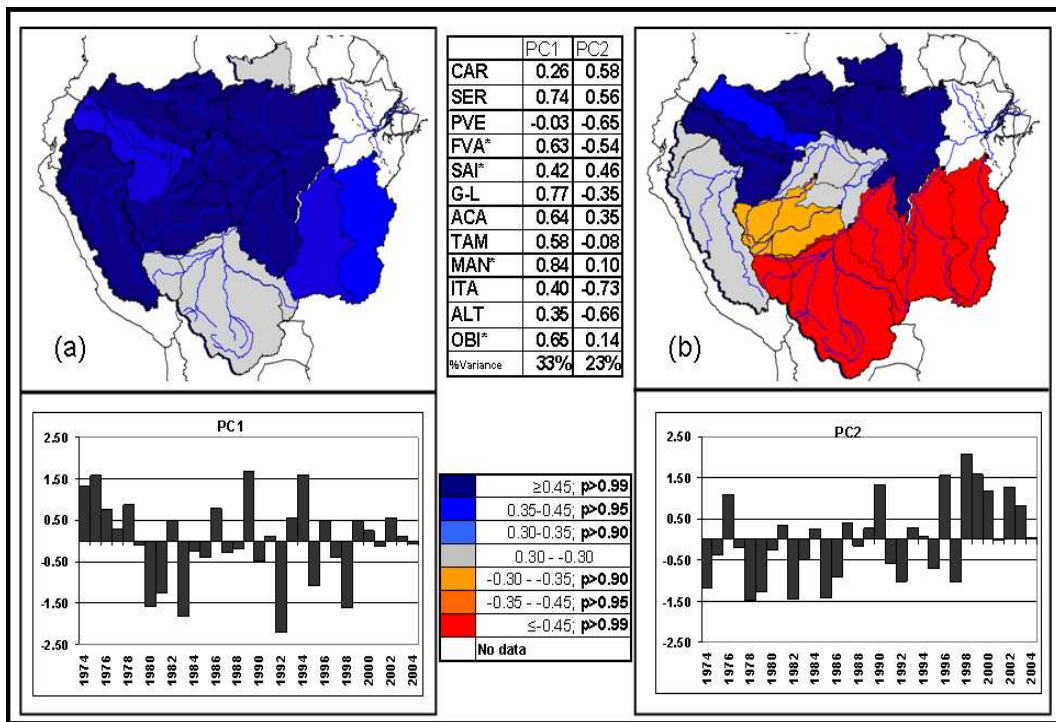 (a)
PC1 PC2
CAR 0.26 0.58
SER 0.74 0.56
PVE -0.03 -0.65
FVA* 0.63 -0.54
SAI* 0.42 0.46
G-L 0.77 -0.35
ACA 0.64 0.35
TAM 0.58 -0.08
MAN* 0.84 0.10
ITA 0.40 -0.73
ALT 0.35 -0.66
OBI* 0.65 0.14
%Variance 33% 23%
(b)
PC1
2.50
1.50
0.50
-0.50
-1.50
-2.50
1974 1976 1978 1980 1982 1984 1986 1988 1990 1992 1994 1996 1998 2000 2002 2004
≥0.45; p>0.99
0.35-0.45; p>0.95
0.30-0.35; p>0.90
0.30 - -0.30
-0.30 - -0.35; p>0.90
-0.35 - -0.45; p>0.95
≤-0.45; p>0.99
No data
PC2
2.50
1.50
0.50
-0.50
-1.50
-2.50
1974 1976 1978 1980 1982 1984 1986 1988 1990 1992 1994 1996 1998 2000 2002 2004